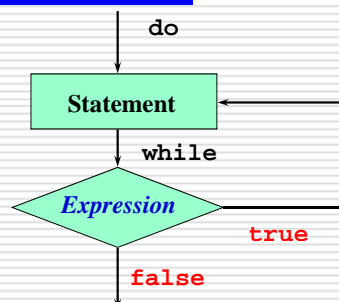 do
Statement
while
Expression
true
false